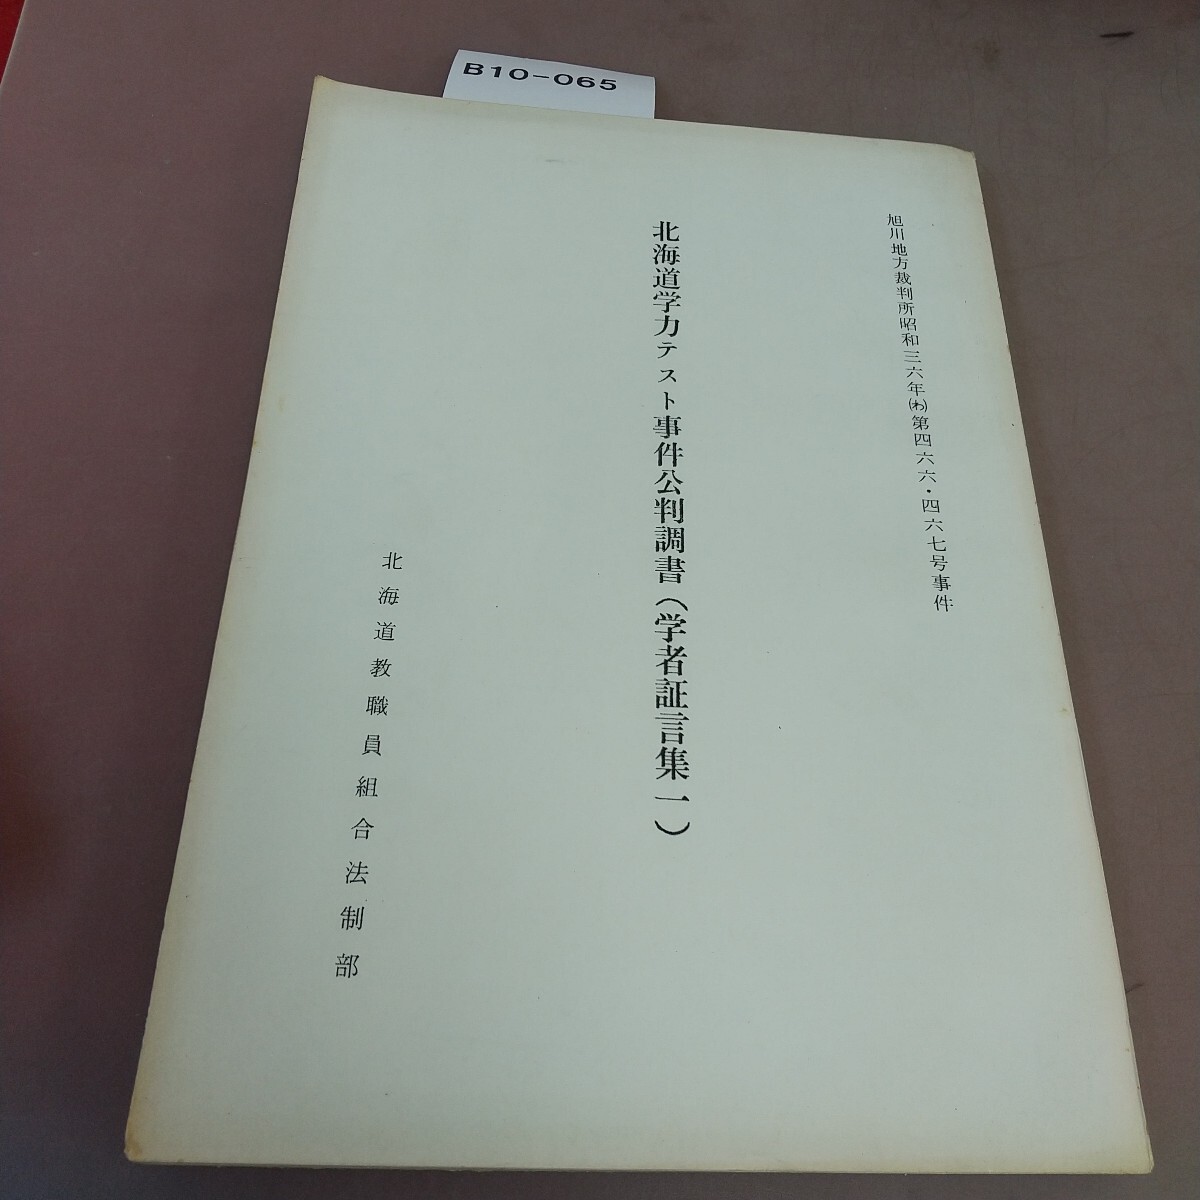 B10-065
旭川地方裁判所昭和三六年㈷第四六六・四六七号事件
北海道学力テスト事件公判調書（学者証言集一）
北海道教職員組合法制部